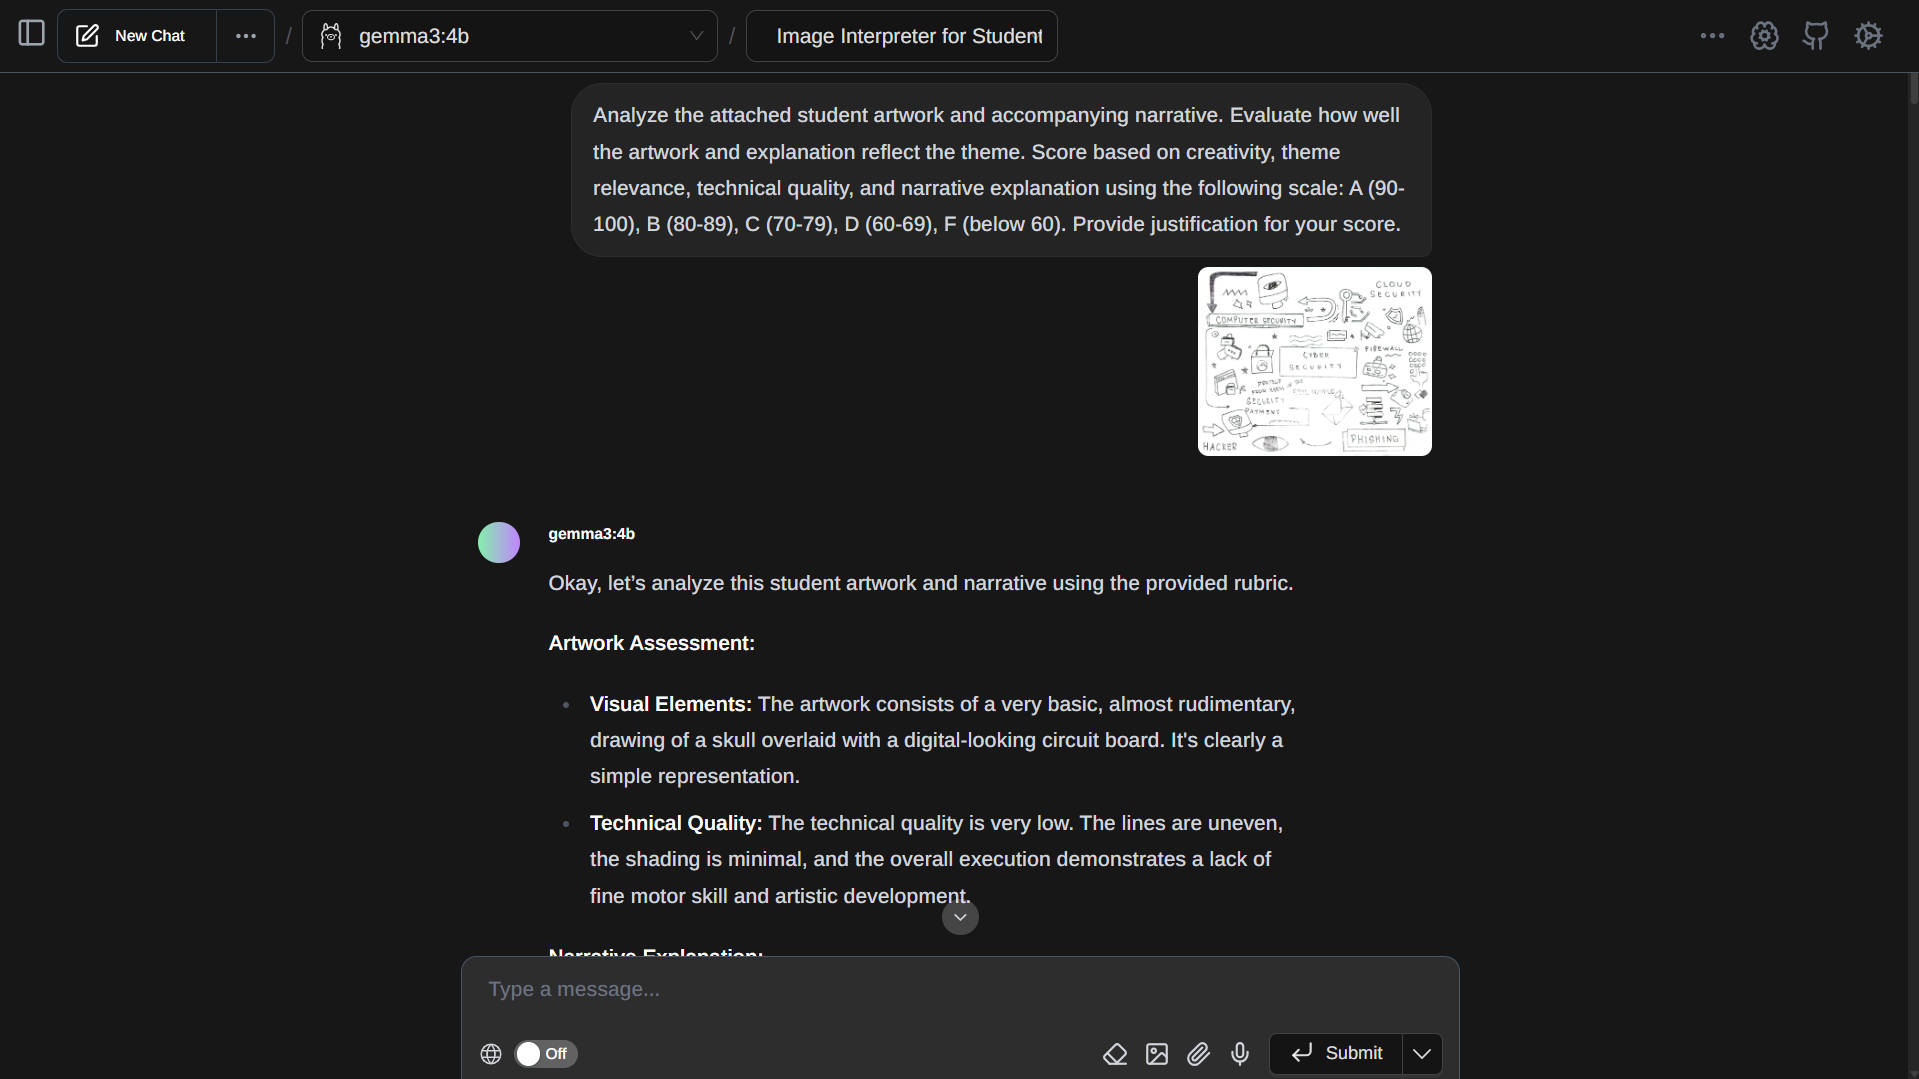 New Chat
/
gemma3:4b
/
Image Interpreter for Student
Analyze the attached student artwork and accompanying narrative. Evaluate how well
the artwork and explanation reflect the theme. Score based on creativity, theme
relevance, technical quality, and narrative explanation using the following scale: A (90-
100), B (80-89), C (70-79), D (60-69), F (below 60). Provide justification for your score.
CLOUD
SECURITY
COMPUTER SECURITY
FIREWALL
CYBER
SECURITY
PROTECT
SECURITY
PAYMENT
PHISHING
HACKER
gemma3:4b
Okay, let’s analyze this student artwork and narrative using the provided rubric.
Artwork Assessment:
• Visual Elements: The artwork consists of a very basic, almost rudimentary,
drawing of a skull overlaid with a digital-looking circuit board. It's clearly a
simple representation.
• Technical Quality: The technical quality is very low. The lines are uneven,
the shading is minimal, and the overall execution demonstrates a lack of
fine motor skill and artistic development.
Narrative Explanation:
Type a message...
Off
Submit